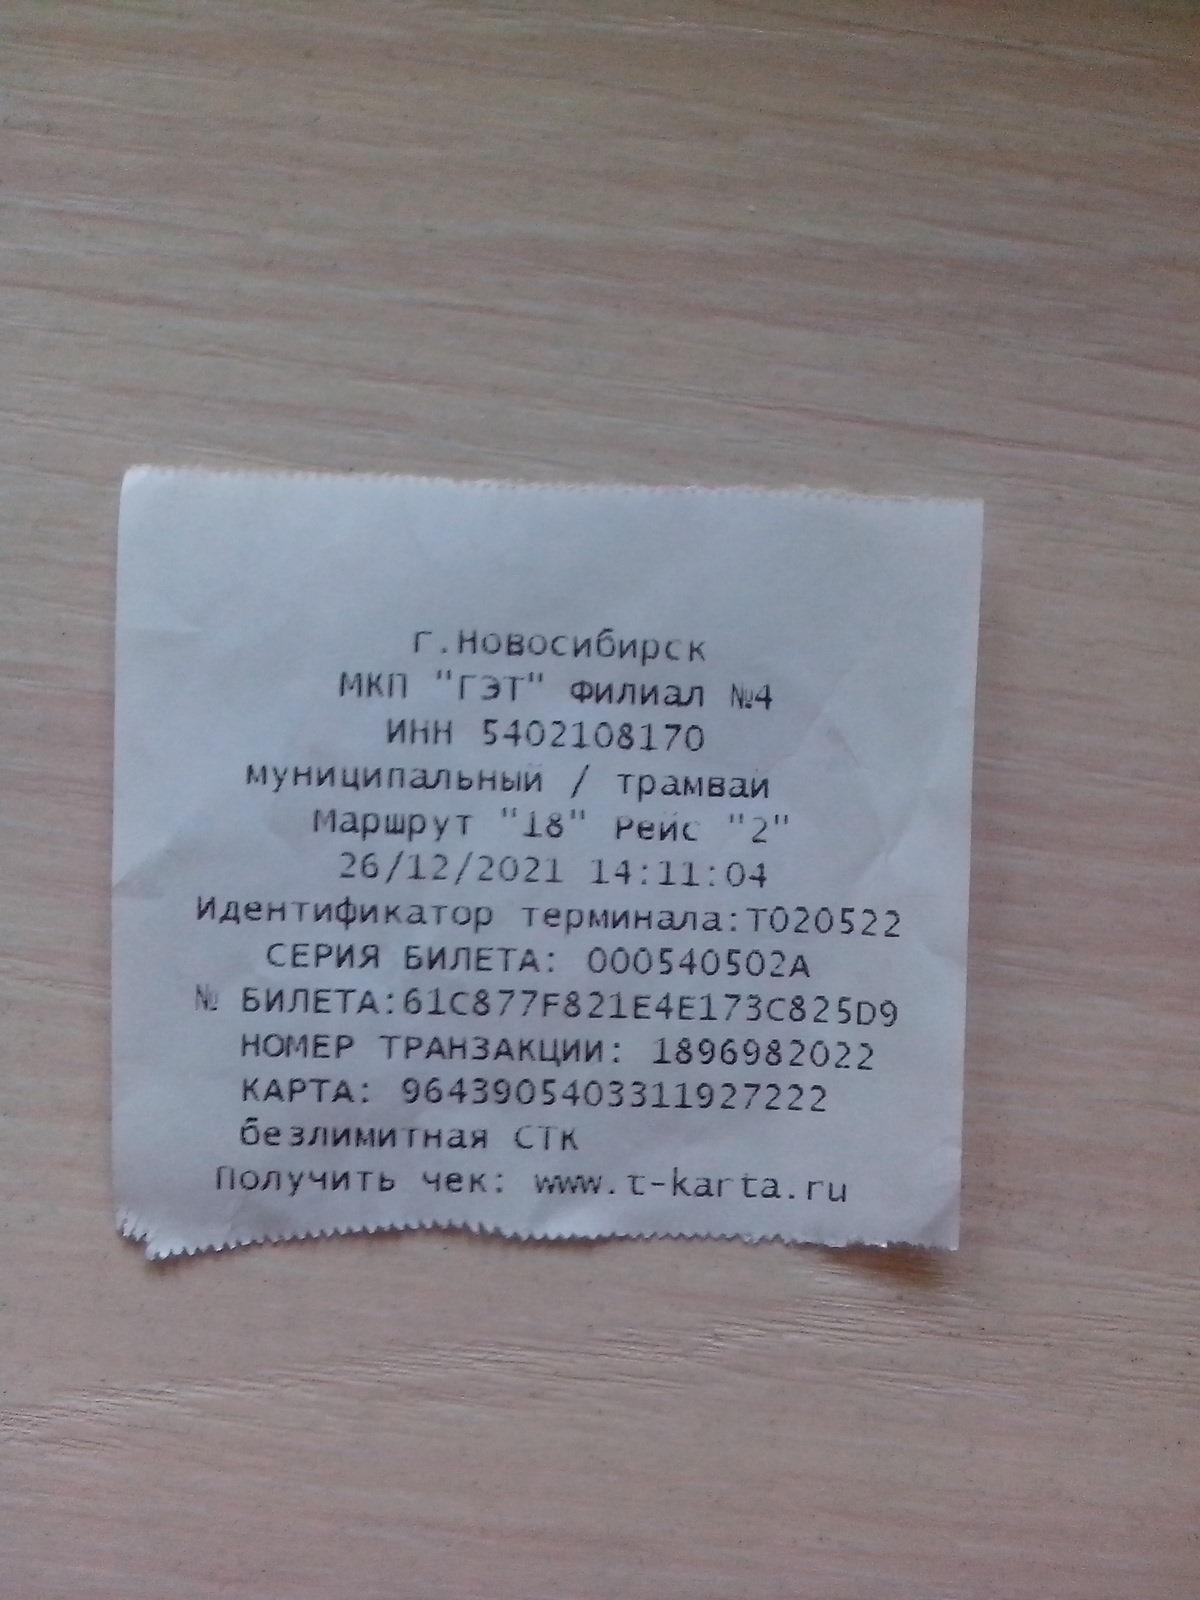 г.Новосибирск
МКП "ГЭТ" Филиал №4
ИНН 5402108170
муниципальный / трамвай
Маршрут "18" Рейс "2"
26/12/2021 14:11:04
Идентификатор терминала:T020522
СЕРИЯ БИЛЕТА: 000540502A
№ БИЛЕТА:61C877F821E4E173C825D9
НОМЕР ТРАНЗАКЦИИ: 1896982022
КАРТА: 9643905403311927222
безлимитная СТК
Получить чек: www.t-karta.ru